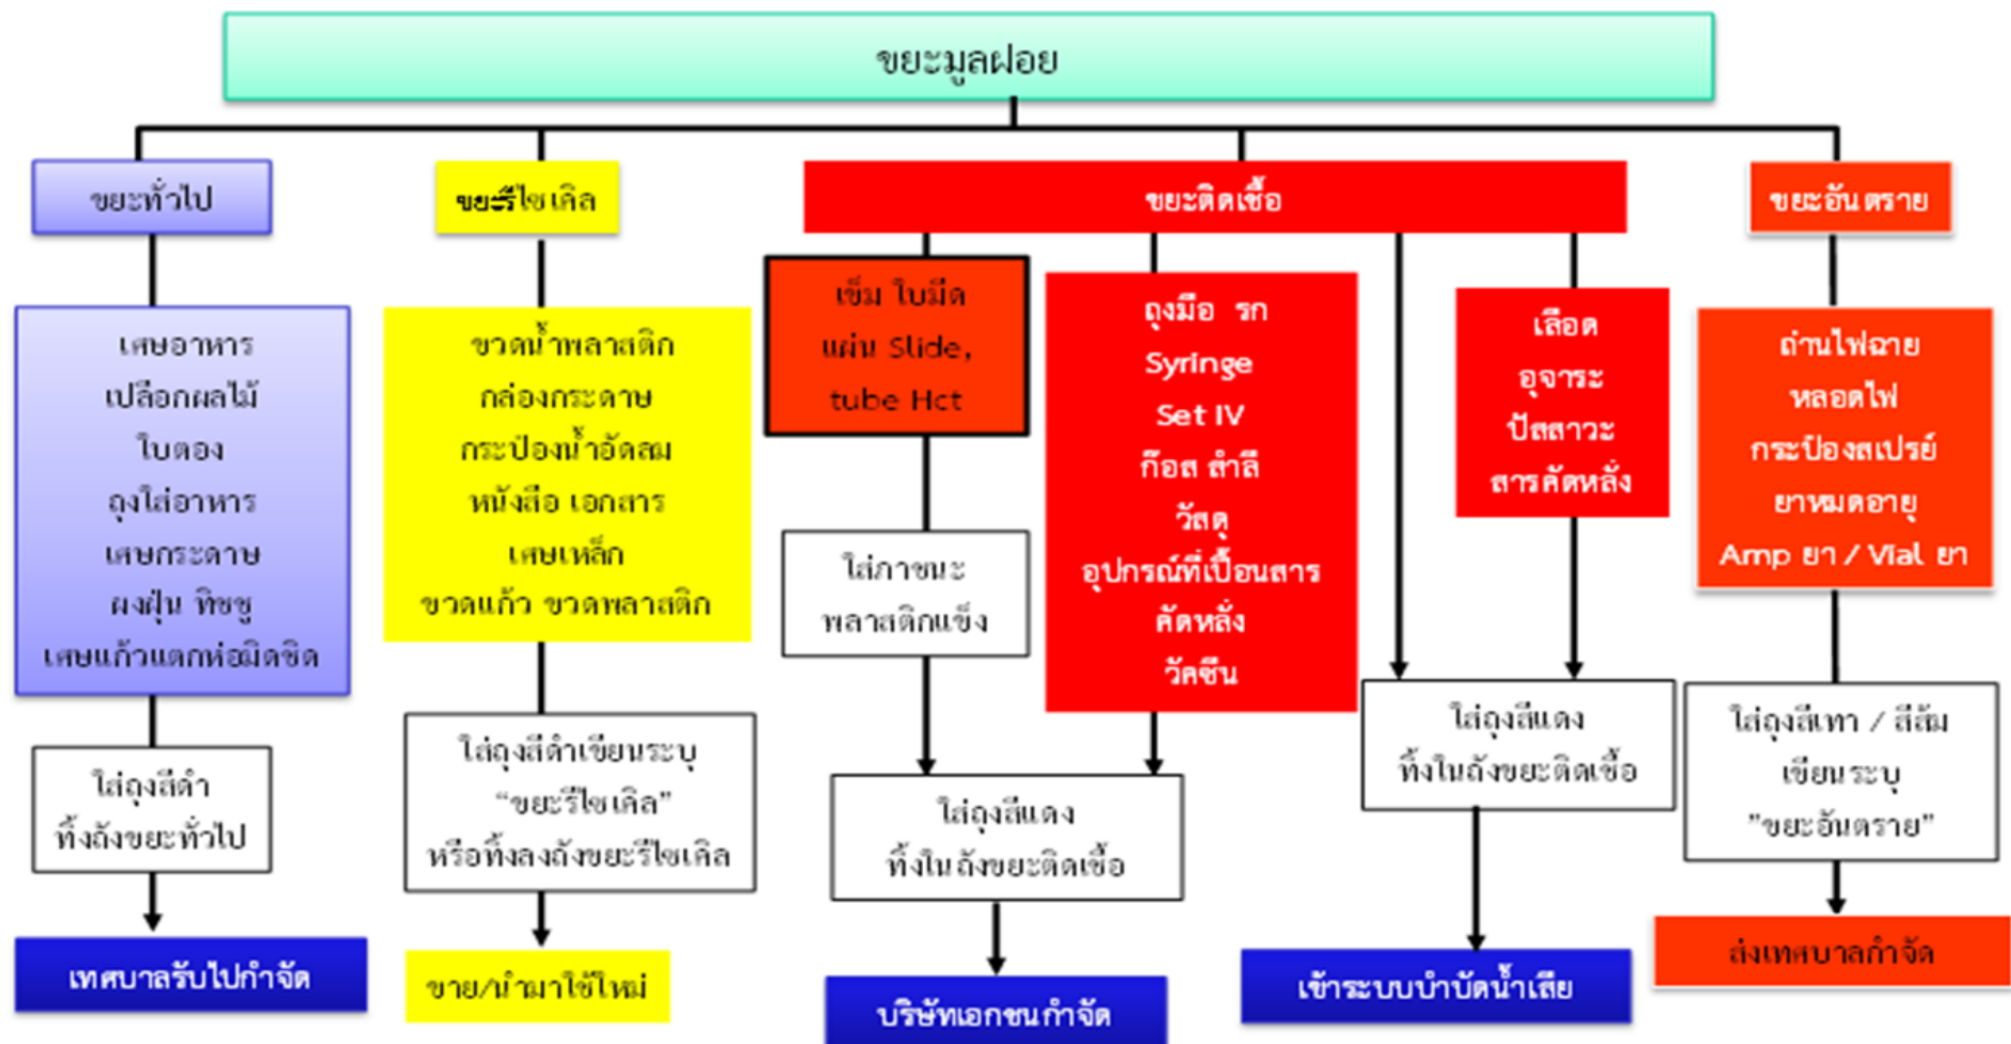 ขยะมูลฝอย
ขยะทั่วไป
เศษอาหาร
เปลือกผลไม้
ใบตอง
ถุงใส่อาหาร
เศษกระดาษ
ผงฝุ่น ทิชชู
เศษแก้วแตกห่อมิดชิด
ใส่ถุงสีดำ
ทิ้งถังขยะทั่วไป
เทศบาลรับไปกำจัด
ขยะรีไซเคิล
ขวดน้ำพลาสติก
กล่องกระดาษ
กระป๋องน้ำอัดลม
หนังสือ เอกสาร
เศษเหล็ก
ขวดแก้ว ขวดพลาสติก
ใส่ถุงสีดำเขียนระบุ
“ขยะรีไซเคิล”
หรือทิ้งลงถังขยะรีไซเคิล
ขาย/นำมาใช้ใหม่
ขยะติดเชื้อ
เข็ม ใบมีด
แผ่น Slide,
tube Hct
ใส่ภาชนะ
พลาสติกแข็ง
ถุงมือ รก
Syringe
Set IV
ก๊อส สำลี
วัสดุ
อุปกรณ์ที่เปื้อนสาร
คัดหลั่ง
วัคซีน
ใส่ถุงสีแดง
ทิ้งในถังขยะติดเชื้อ
บริษัทเอกชนกำจัด
เลือด
อุจาระ
ปัสสาวะ
สารคัดหลั่ง
ใส่ถุงสีแดง
ทิ้งในถังขยะติดเชื้อ
เข้าระบบบำบัดน้ำเสีย
ขยะอันตราย
ถ่านไฟฉาย
หลอดไฟ
กระป๋องสเปรย์
ยาหมดอายุ
Amp ยา / Vial ยา
ใส่ถุงสีเทา / สีส้ม
เขียนระบุ
”ขยะอันตราย”
ส่งเทศบาลกำจัด